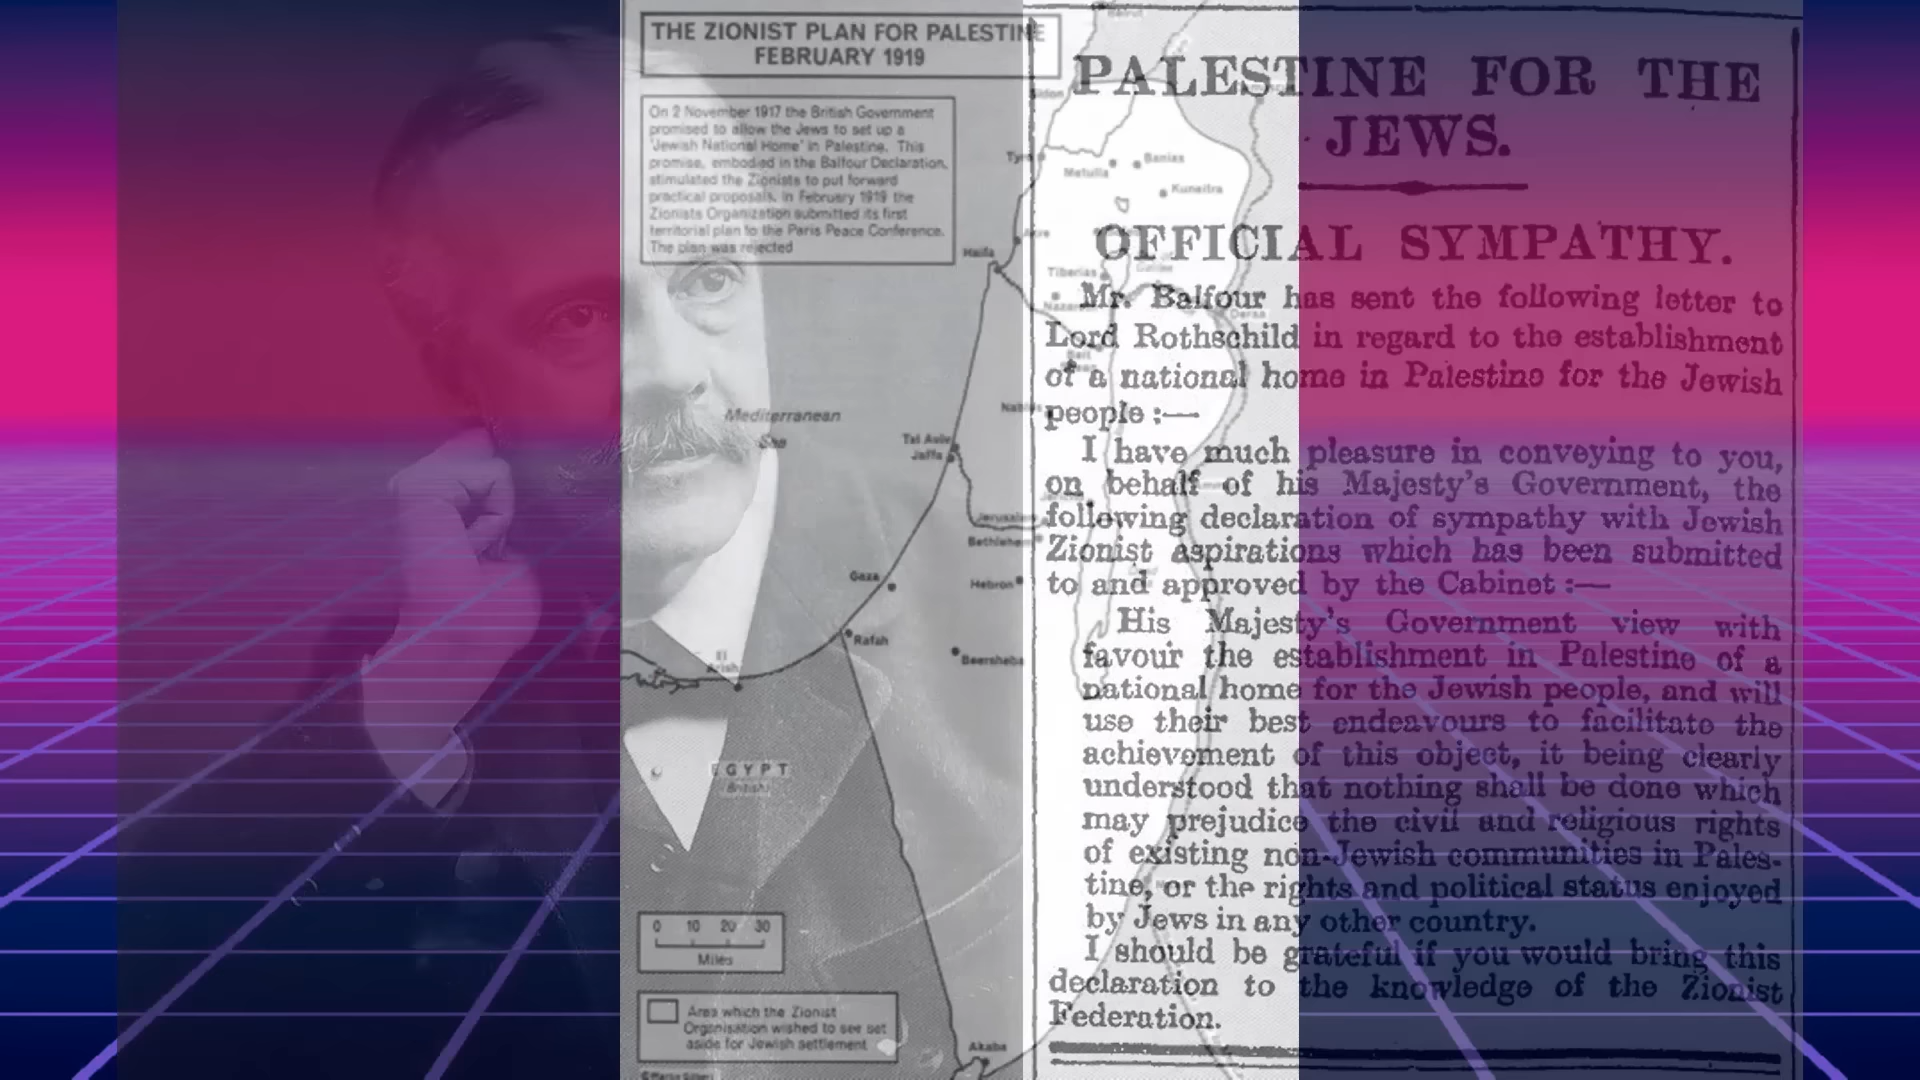 THE ZIONIST PLAN FOR PALESTINE
FEBRUARY 1919
On 2 November 1917 the British Government
promised to allow the Jews to set up a
'Jewish National Home' in Palestine. This
promise, embodied in the Balfour Declaration,
stimulated the Zionists to put forward
practical proposals. In February 1919 the
Zionists Organization submitted its first
territorial plan to the Paris Peace Conference.
The plan was rejected
Beirut
Sidon
Tyre
Metulla
Banias
Kuneitra
Acre
Haifa
Tiberias
Deraa
Mediterranean
Sea
Tel Aviv
Jaffa
Jerusalem
Bethlehem
Gaza
Hebron
Rafah
El
Arish
Beersheba
EGYPT
(British)
0 10 20 30
Miles
Area which the Zionist
Organisation wished to see set
aside for Jewish settlement
Akaba
PALESTINE FOR THE
JEWS.
OFFICIAL SYMPATHY.
Mr. Balfour has sent the following letter to
Lord Rothschild in regard to the establishment
of a national home in Palestine for the Jewish
people :—
I have much pleasure in conveying to you,
on behalf of his Majesty's Government, the
following declaration of sympathy with Jewish
Zionist aspirations which has been submitted
to and approved by the Cabinet :—
His Majesty's Government view with
favour the establishment in Palestine of a
national home for the Jewish people, and will
use their best endeavours to facilitate the
achievement of this object, it being clearly
understood that nothing shall be done which
may prejudice the civil and religious rights
of existing non-Jewish communities in Pales-
tine, or the rights and political status enjoyed
by Jews in any other country.
I should be grateful if you would bring this
declaration to the knowledge of the Zionist
Federation.